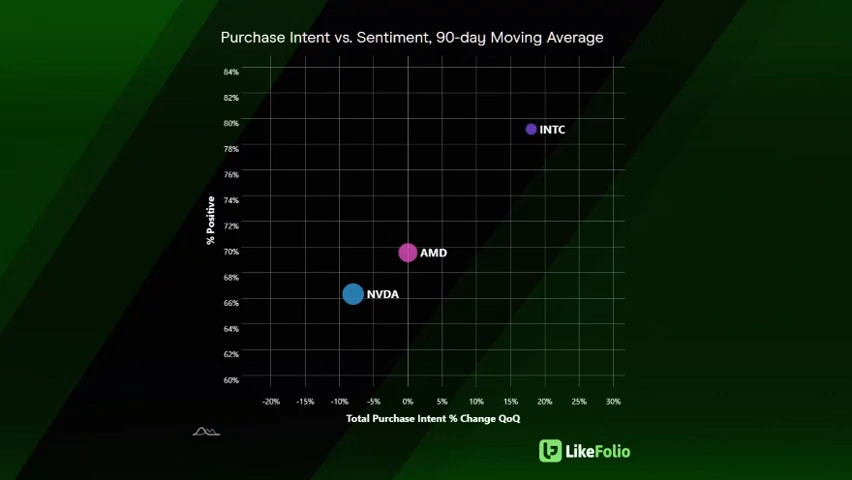 Purchase Intent vs. Sentiment, 90-day Moving Average
84%
82%
80%
78%
76%
74%
72%
70%
68%
66%
64%
62%
60%
% Positive
INTC
AMD
NVDA
-20% -15% -10% -5% 0% 5% 10% 15% 20% 25% 30%
Total Purchase Intent % Change QoQ
LikeFolio